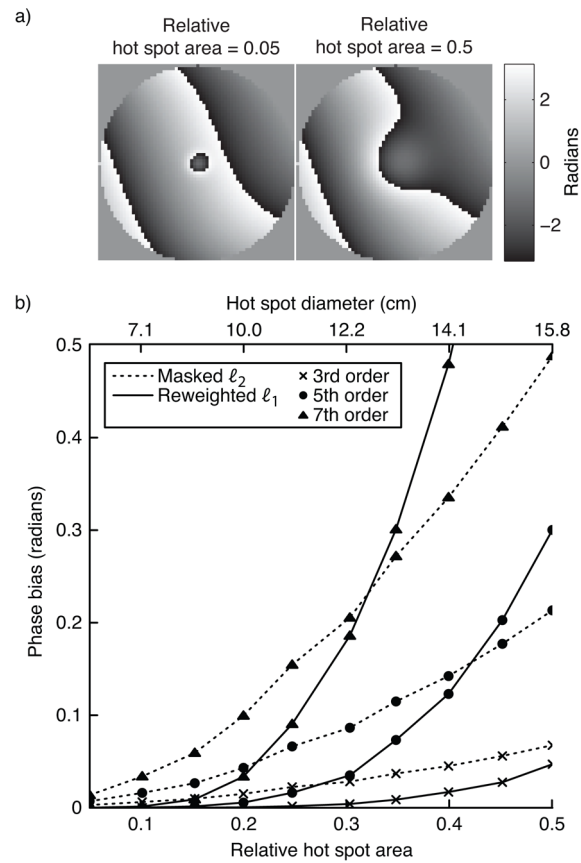 a)
Relative
hot spot area = 0.05
Relative
hot spot area = 0.5
2
0
−2
Radians
b)
Hot spot diameter (cm)
7.1 10.0 12.2 14.1 15.8
0.5
0.4
0.3
0.2
0.1
0
Phase bias (radians)
Masked ℓ2
Reweighted ℓ1
3rd order
5th order
7th order
0.1 0.2 0.3 0.4 0.5
Relative hot spot area